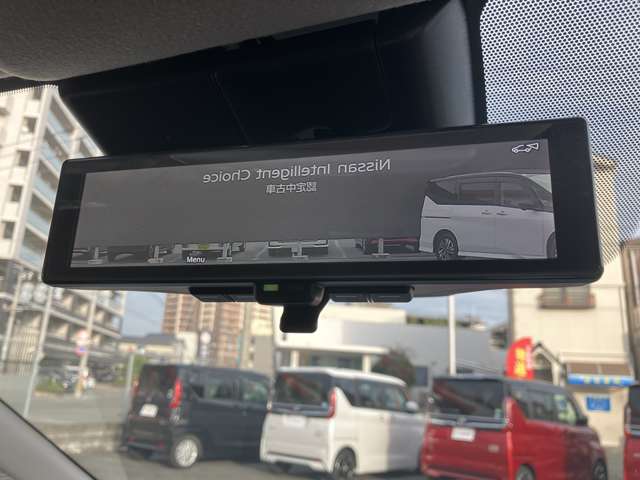 Nissan Intelligent Choice
認定中古車
Menu